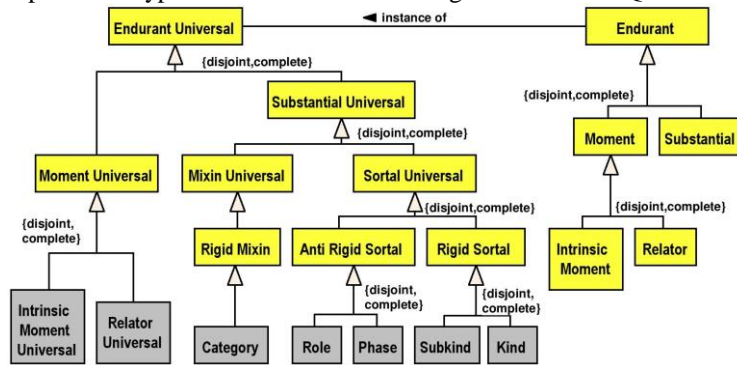 Endurant Universal
instance of
Endurant
{disjoint,complete}
{disjoint,complete}
Substantial Universal
{disjoint,complete}
Moment
Substantial
Moment Universal
Mixin Universal
Sortal Universal
{disjoint,
complete}
{disjoint,complete}
{disjoint,complete}
Rigid Mixin
Anti Rigid Sortal
Rigid Sortal
Intrinsic
Moment
Relator
{disjoint,
complete}
{disjoint,
complete}
Intrinsic
Moment
Universal
Relator
Universal
Category
Role
Phase
Subkind
Kind